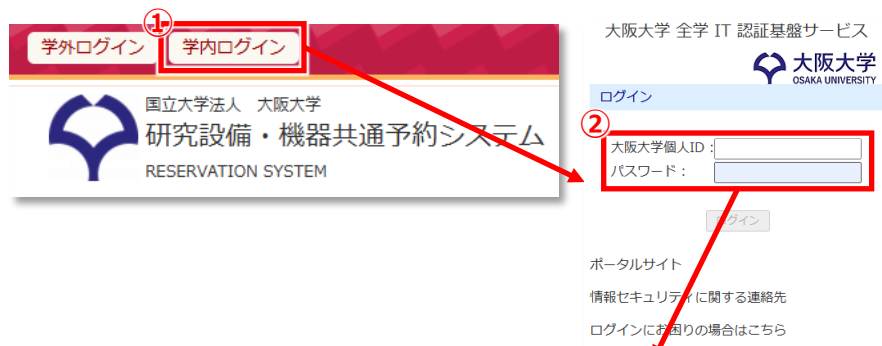 ①
学外ログイン 学内ログイン
国立大学法人 大阪大学
研究設備・機器共通予約システム
RESERVATION SYSTEM
大阪大学 全学 IT 認証基盤サービス
大阪大学
OSAKA UNIVERSITY
ログイン
②
大阪大学個人ID:
パスワード:
ログイン
ポータルサイト
情報セキュリティに関する連絡先
ログインにお困りの場合はこちら